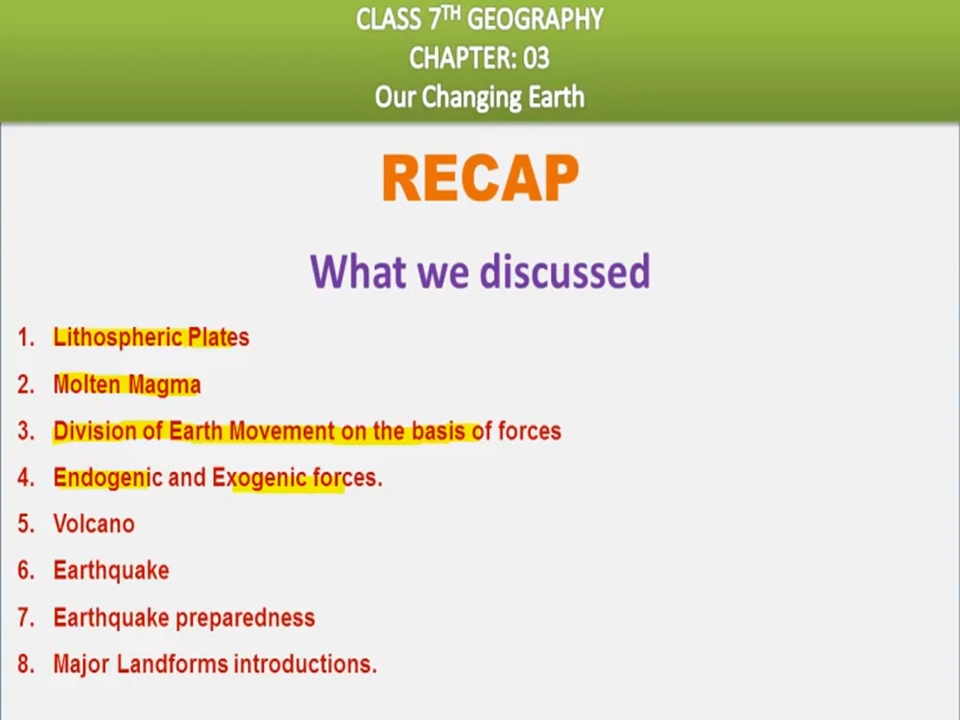 CLASS 7TH GEOGRAPHY
CHAPTER: 03
Our Changing Earth
RECAP
What we discussed
1. Lithospheric Plates
2. Molten Magma
3. Division of Earth Movement on the basis of forces
4. Endogenic and Exogenic forces.
5. Volcano
6. Earthquake
7. Earthquake preparedness
8. Major Landforms introductions.